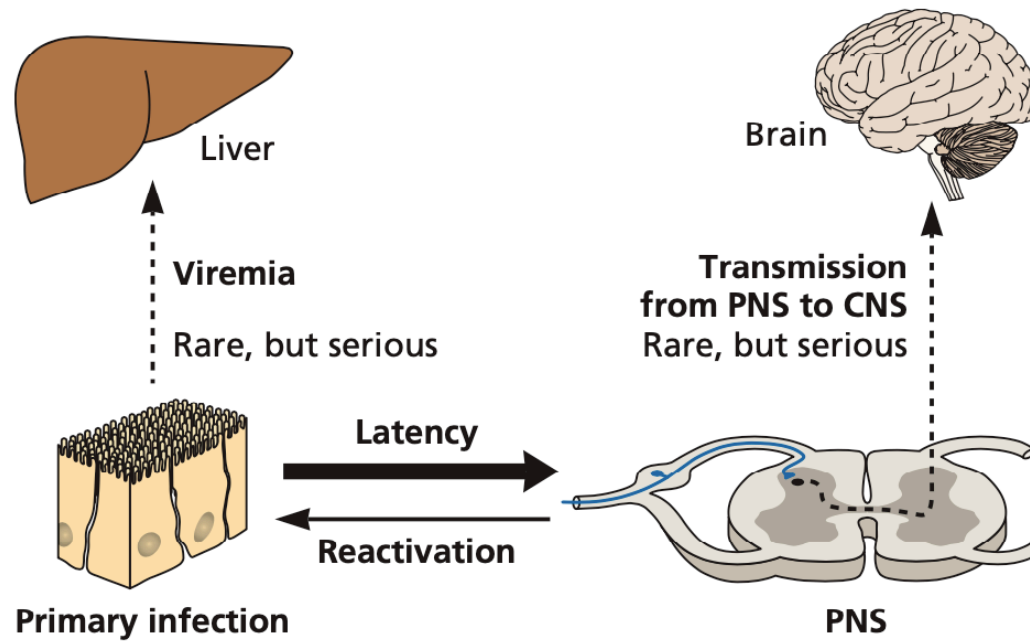 Liver
Brain
Viremia
Rare, but serious
Transmission
from PNS to CNS
Rare, but serious
Latency
Reactivation
Primary infection
PNS